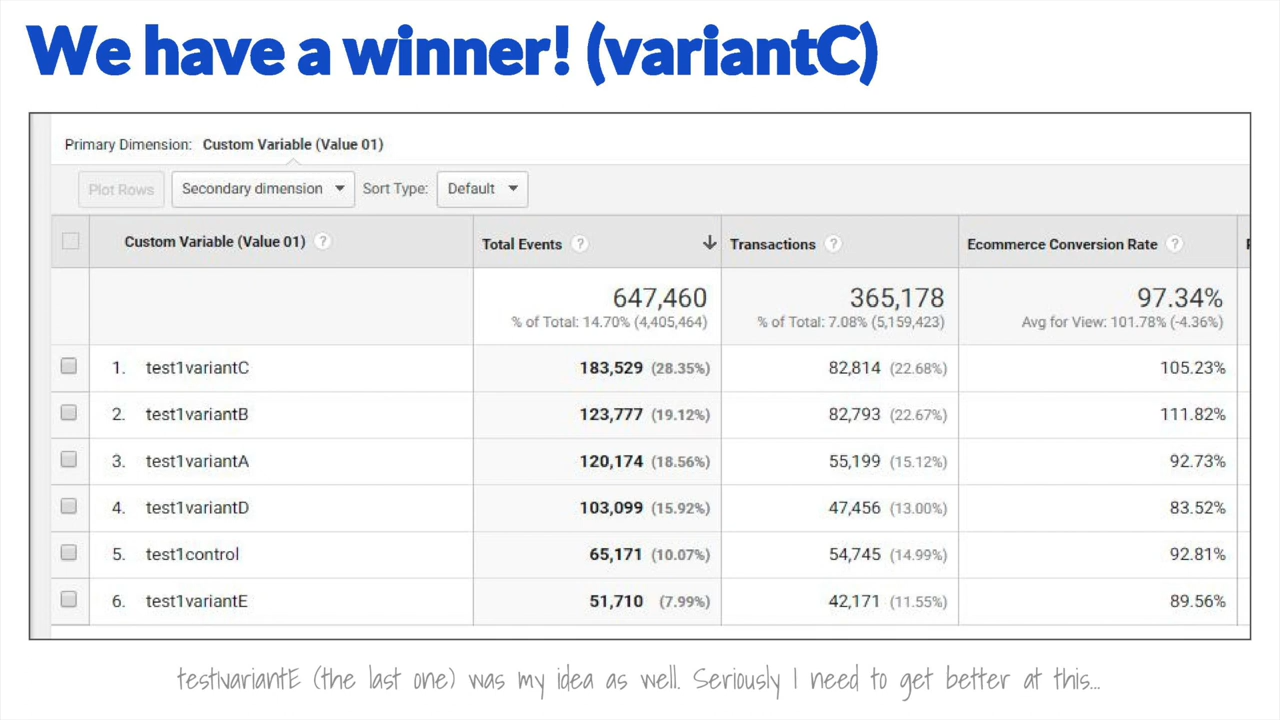 We have a winner! (variantC)
Primary Dimension: Custom Variable (Value 01)
Plot Rows Secondary dimension Sort Type: Default
Custom Variable (Value 01) ? Total Events ? Transactions ? Ecommerce Conversion Rate ?
647,460 365,178 97.34%
% of Total: 14.70% (4,405,464) % of Total: 7.08% (5,159,423) Avg for View: 101.78% (-4.36%)
1. test1variantC 183,529 (28.35%) 82,814 (22.68%) 105.23%
2. test1variantB 123,777 (19.12%) 82,793 (22.67%) 111.82%
3. test1variantA 120,174 (18.56%) 55,199 (15.12%) 92.73%
4. test1variantD 103,099 (15.92%) 47,456 (13.00%) 83.52%
5. test1control 65,171 (10.07%) 54,745 (14.99%) 92.81%
6. test1variantE 51,710 (7.99%) 42,171 (11.55%) 89.56%
test1variantE (the last one) was my idea as well. Seriously I need to get better at this...